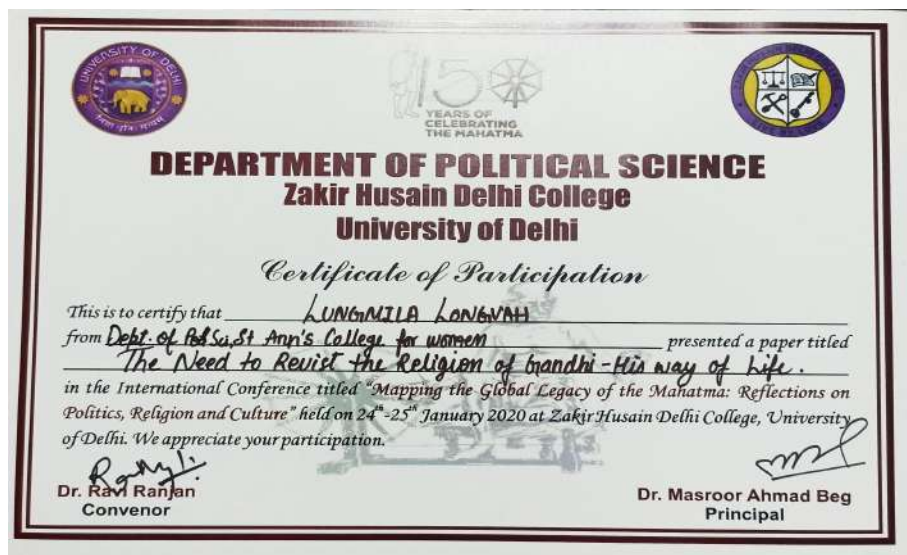 UNIVERSITY OF DELHI
150
YEARS OF
CELEBRATING
THE MAHATMA
DEPARTMENT OF POLITICAL SCIENCE
Zakir Husain Delhi College
University of Delhi
Certificate of Participation
This is to certify that LUNGMILA LONGVAH
from Dept. of Pol Sci, St Ann's College for women presented a paper titled
The Need to Revist the Religion of Gandhi - His way of Life.
in the International Conference titled "Mapping the Global Legacy of the Mahatma: Reflections on
Politics, Religion and Culture" held on 24th-25th January 2020 at Zakir Husain Delhi College, University
of Delhi. We appreciate your participation.
Dr. Ravi Ranjan
Convenor
Dr. Masroor Ahmad Beg
Principal